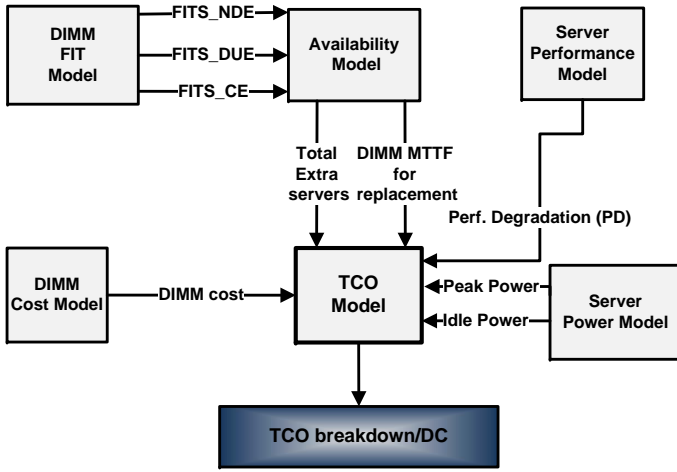 DIMM
FIT
Model
FITS_NDE
FITS_DUE
FITS_CE
Availability
Model
Server
Performance
Model
Total
Extra
servers
DIMM MTTF
for
replacement
Perf. Degradation (PD)
DIMM
Cost Model
DIMM cost
TCO
Model
Peak Power
Idle Power
Server
Power Model
TCO breakdown/DC